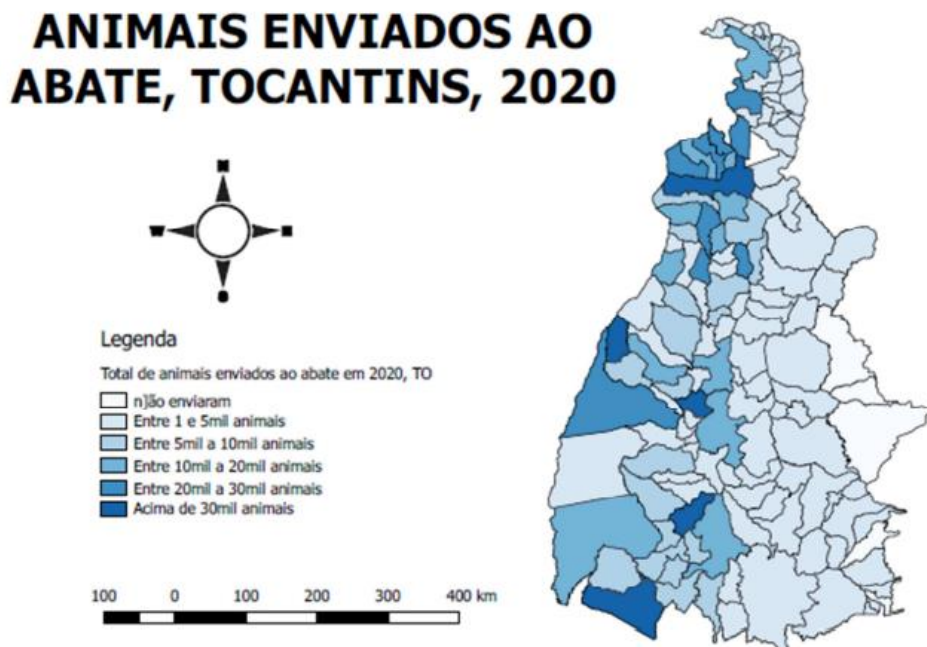 ANIMAIS ENVIADOS AO
ABATE, TOCANTINS, 2020
Legenda
Total de animais enviados ao abate em 2020, TO
n]ão enviaram
Entre 1 e 5mil animais
Entre 5mil a 10mil animais
Entre 10mil a 20mil animais
Entre 20mil a 30mil animais
Acima de 30mil animais
100 0 100 200 300 400 km